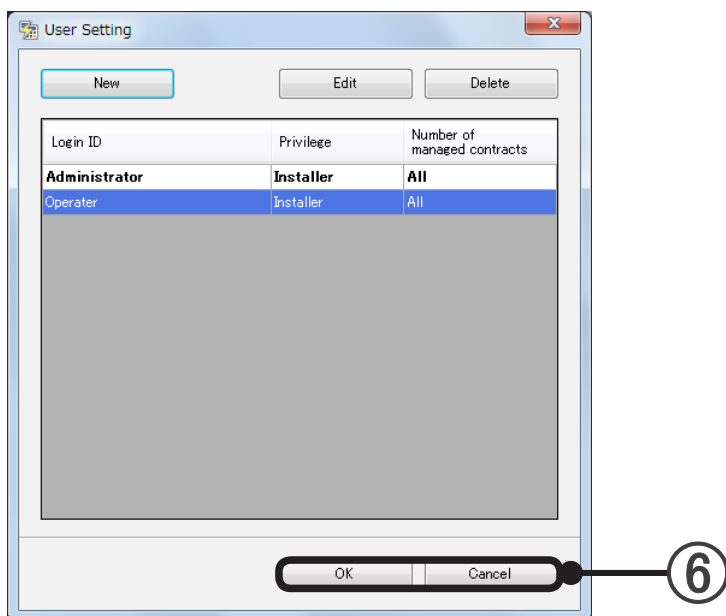 User Setting
New Edit Delete
Login ID Privilege Number of
managed contracts
Administrator Installer All
Operater Installer All
OK Cancel
6